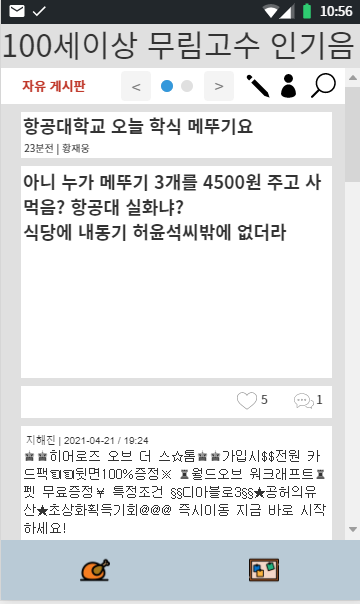 10:56
100세이상 무림고수 인기음
자유 게시판
<
>
항공대학교 오늘 학식 메뚜기요
23분전 | 황재웅
아니 누가 메뚜기 3개를 4500원 주고 사
먹음? 항공대 실화냐?
식당에 내동기 허윤석씨밖에 없더라
5
1
지해진 | 2021-04-21 / 19:24
♚♚히어로즈 오브 더 스☆톰♚♚가입시$$전원 카
드팩☜☜뒷면100%증정※ ♜월드오브 워크래프트♜
펫 무료증정￥ 특정조건 §§디아블로3§§★공허의유
산★초상화획득기회@@@ 즉시이동 지금 바로 시작
하세요!